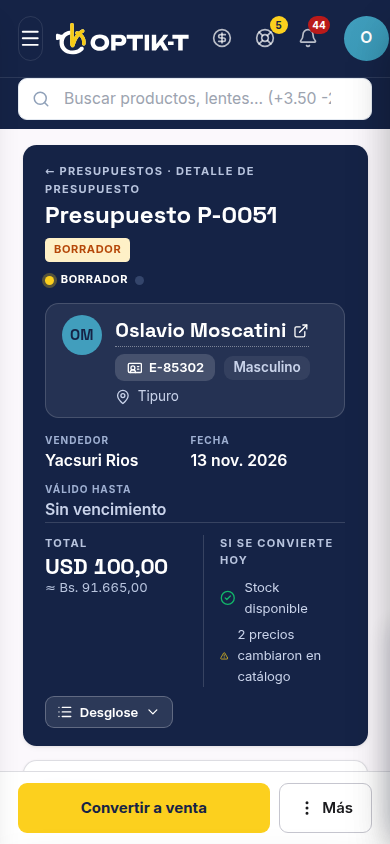 OPTIK-T
5
44
O
Buscar productos, lentes... (+3.50 -2
← PRESUPUESTOS · DETALLE DE
PRESUPUESTO
Presupuesto P-0051
BORRADOR
BORRADOR
OM
Oslavio Moscatini
E-85302
Masculino
Tipuro
VENDEDOR
FECHA
Yacsuri Rios
13 nov. 2026
VÁLIDO HASTA
Sin vencimiento
TOTAL
USD 100,00
≈ Bs. 91.665,00
SI SE CONVIERTE
HOY
Stock
disponible
2 precios
cambiaron en
catálogo
Desglose
Convertir a venta
Más